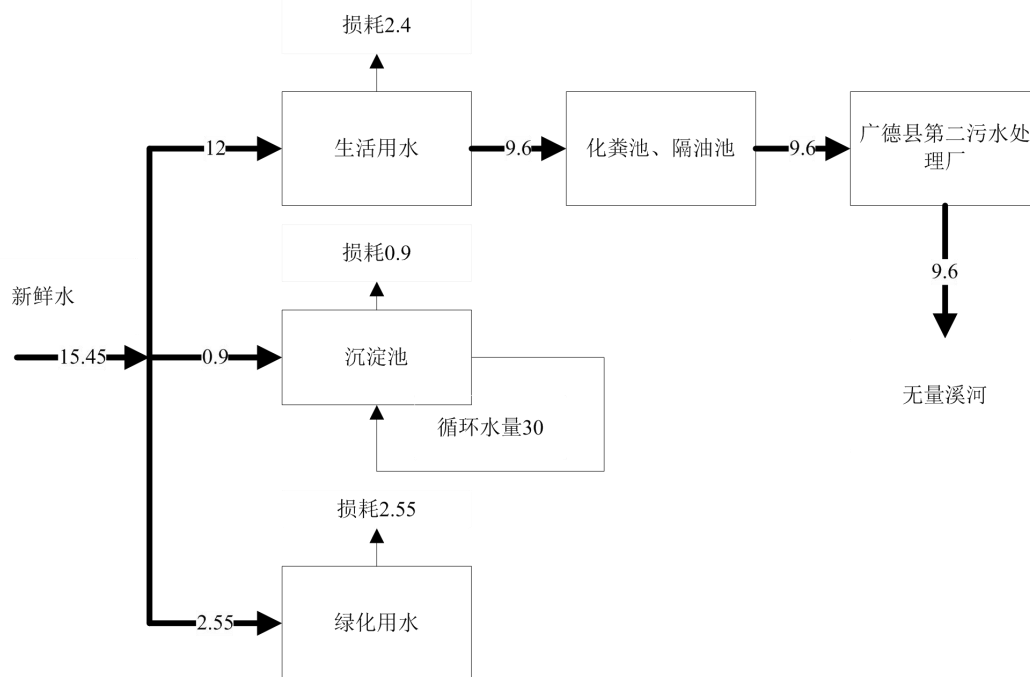 损耗2.4
12
生活用水
9.6
化粪池、隔油池
9.6
广德县第二污水处
理厂
9.6
无量溪河
新鲜水
15.45
损耗0.9
0.9
沉淀池
循环水量30
损耗2.55
2.55
绿化用水